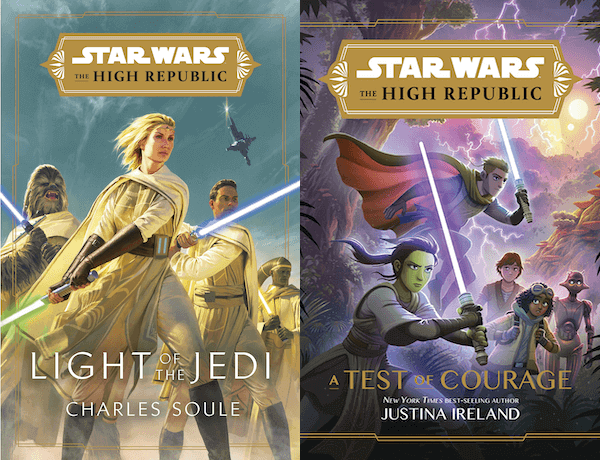 STAR WARS
THE HIGH REPUBLIC
LIGHT OF THE JEDI
CHARLES SOULE
STAR WARS
THE HIGH REPUBLIC
A TEST OF COURAGE
NEW YORK TIMES BEST-SELLING AUTHOR
JUSTINA IRELAND